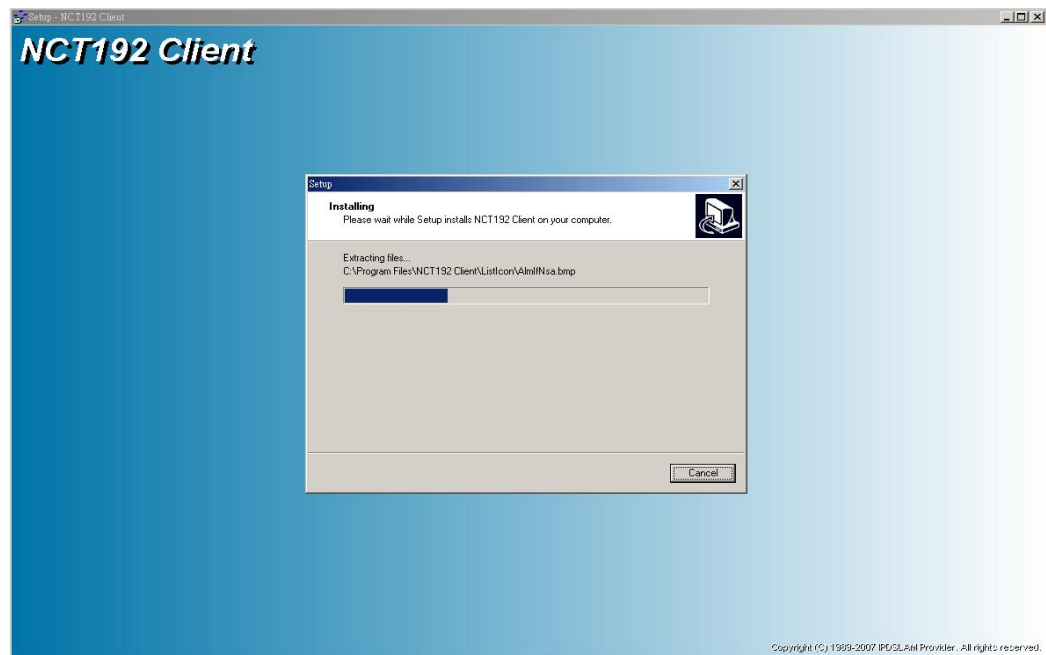 Setup - NCT192 Client
NCT192 Client
Setup
Installing
Please wait while Setup installs NCT192 Client on your computer.
Extracting files...
C:\Program Files\NCT192 Client\ListIcon\AlmIfNsa.bmp
Cancel
Copyright (C) 1989-2007 IPDSLAM Provider. All rights reserved.